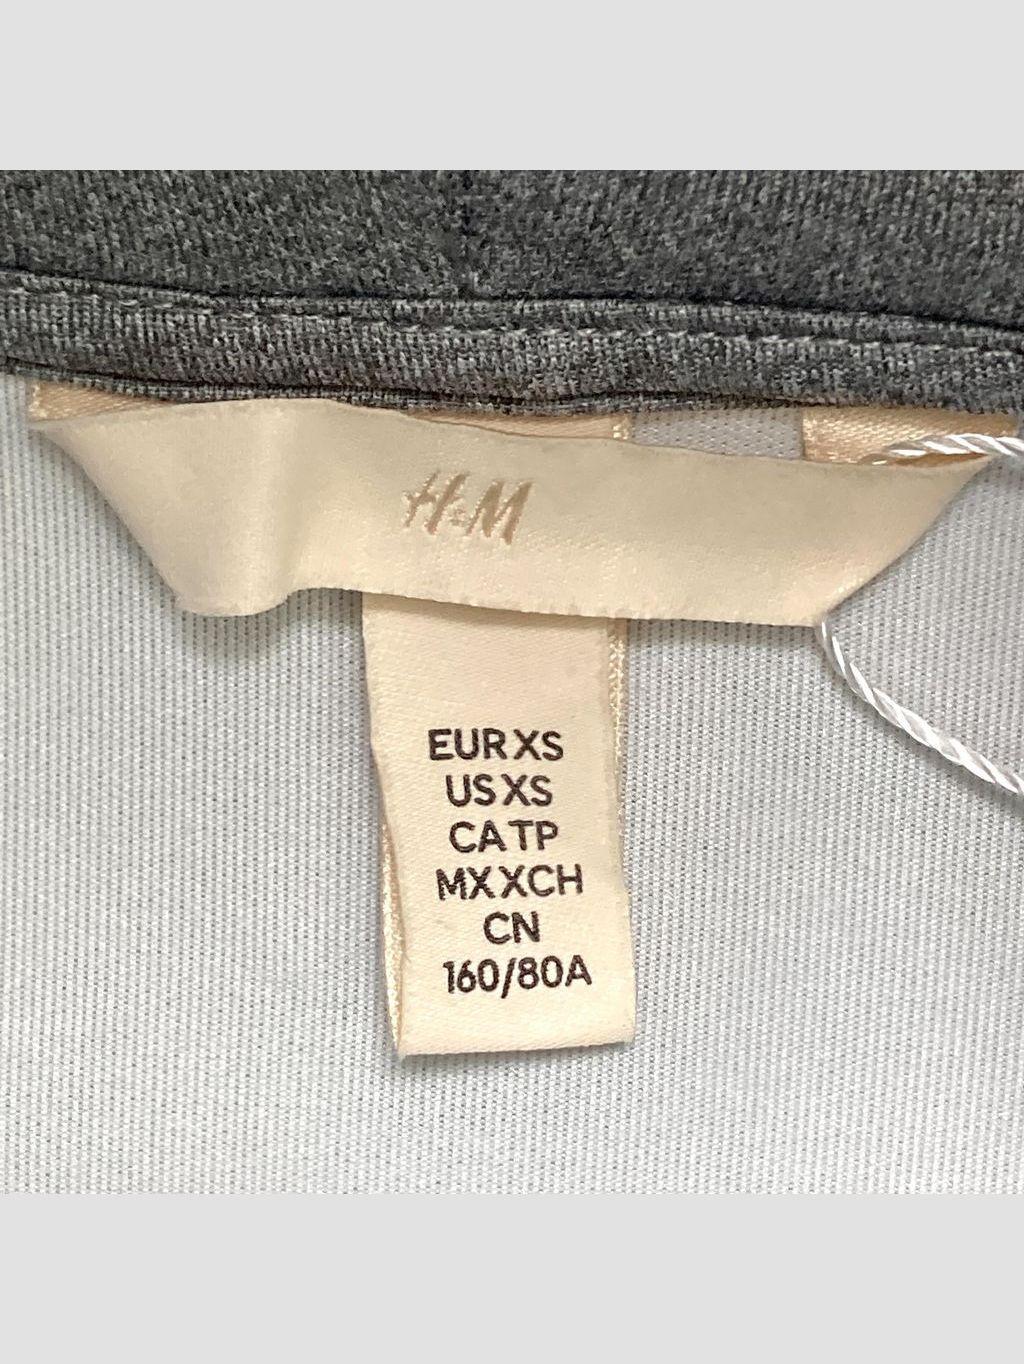 H&M
EUR XS
US XS
CA TP
MX XCH
CN
160/80A